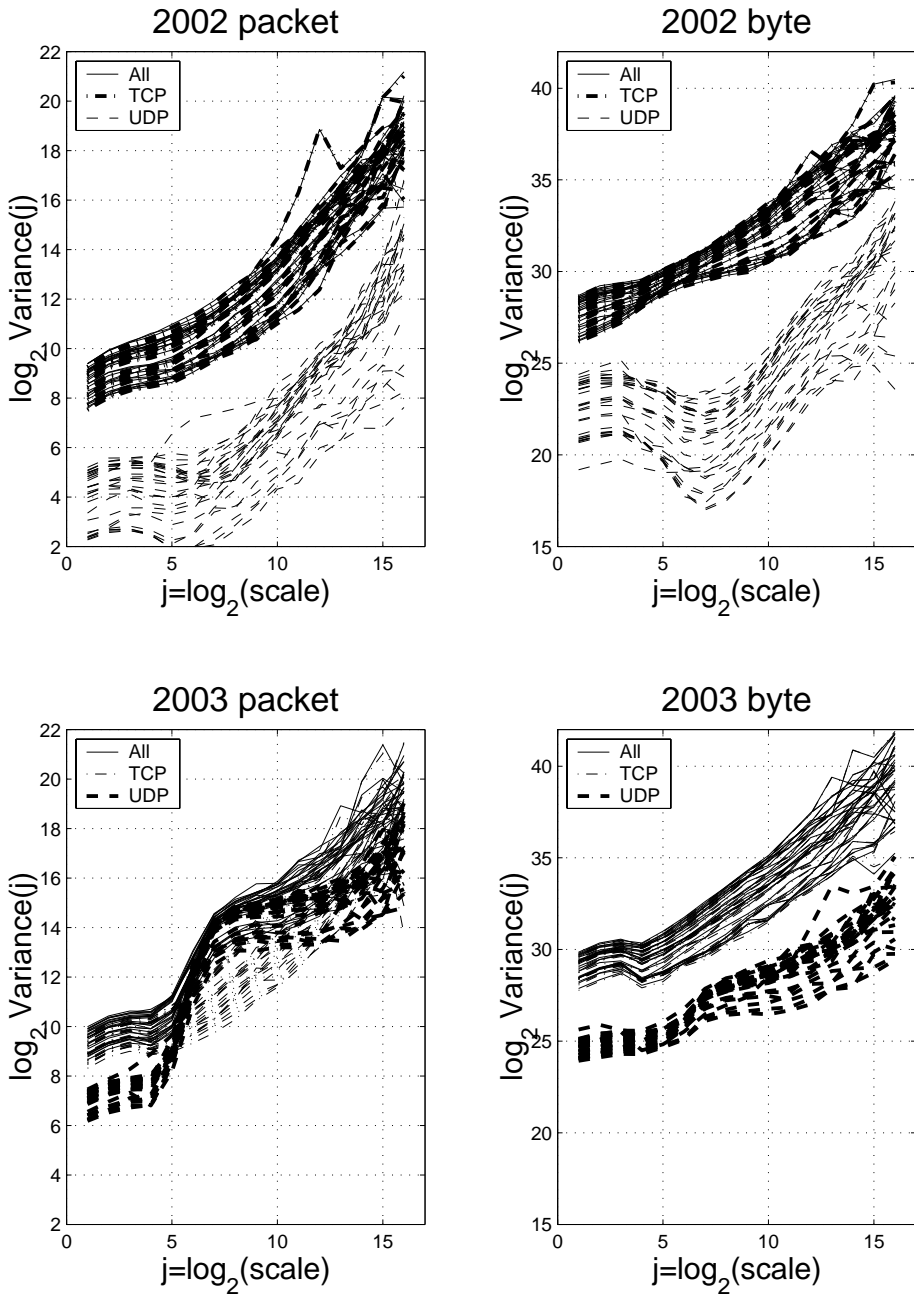 2002 packet
22
20
18
16
14
12
10
8
6
4
2
0
5
10
15
All
TCP
UDP
log2 Variance(j)
j=log2(scale)
2002 byte
40
35
30
25
20
15
0
5
10
15
All
TCP
UDP
log2 Variance(j)
j=log2(scale)
2003 packet
22
20
18
16
14
12
10
8
6
4
2
0
5
10
15
All
TCP
UDP
log2 Variance(j)
j=log2(scale)
2003 byte
40
35
30
25
20
15
0
5
10
15
All
TCP
UDP
log2 Variance(j)
j=log2(scale)